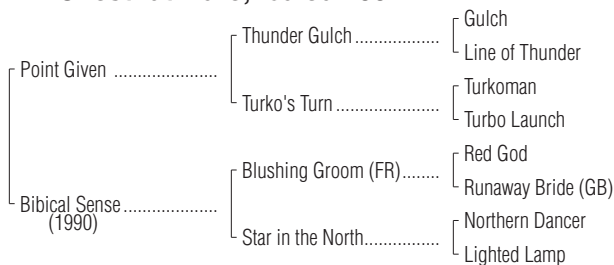 Gulch
Thunder Gulch ...................
Line of Thunder
Point Given .......................
Turkoman
Turko's Turn .......................
Turbo Launch
Red God
Blushing Groom (FR)........
Runaway Bride (GB)
Bibical Sense .....................
(1990)
Northern Dancer
Star in the North.................
Lighted Lamp